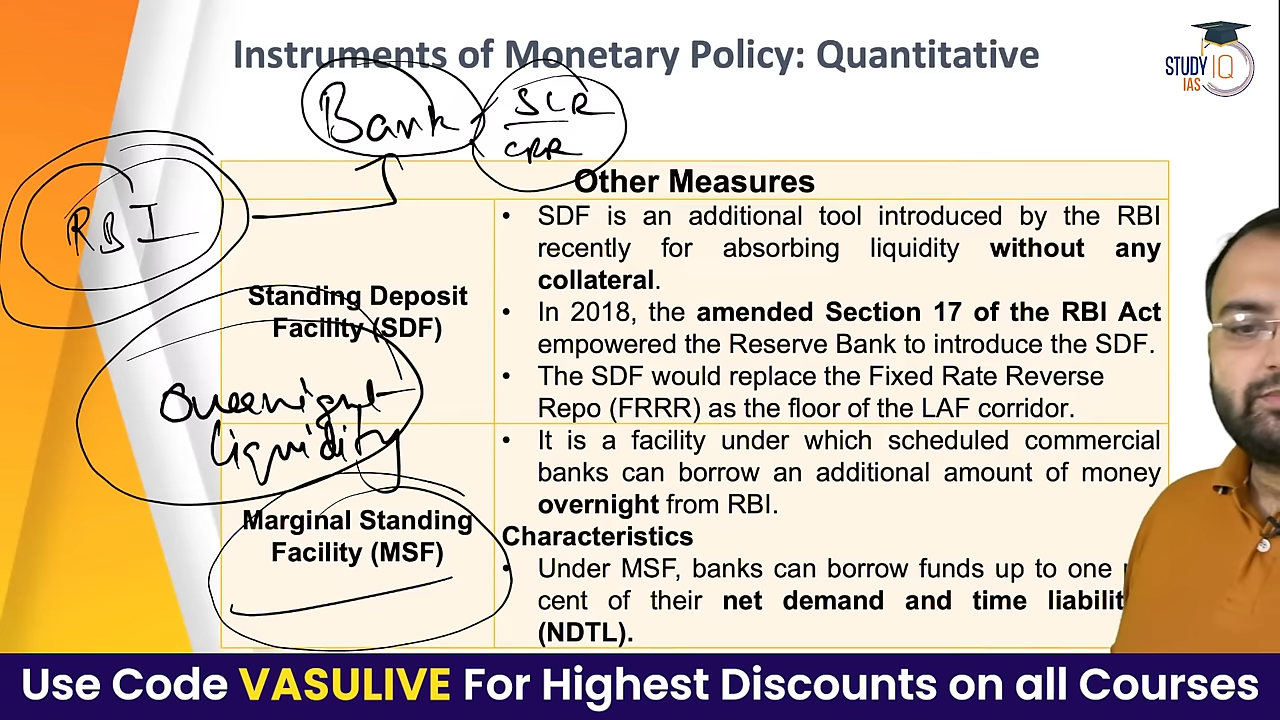 Instruments of Monetary Policy: Quantitative
STUDY IQ
IAS
Bank
SLR
CRR
RBI
Other Measures
Standing Deposit
Facility (SDF)
• SDF is an additional tool introduced by the RBI
recently for absorbing liquidity without any
collateral.
• In 2018, the amended Section 17 of the RBI Act
empowered the Reserve Bank to introduce the SDF.
• The SDF would replace the Fixed Rate Reverse
Repo (FRRR) as the floor of the LAF corridor.
Overnight
liquidity
Marginal Standing
Facility (MSF)
• It is a facility under which scheduled commercial
banks can borrow an additional amount of money
overnight from RBI.
Characteristics
• Under MSF, banks can borrow funds up to one
cent of their net demand and time
(NDTL).
Use Code VASULIVE For Highest Discounts on all Courses